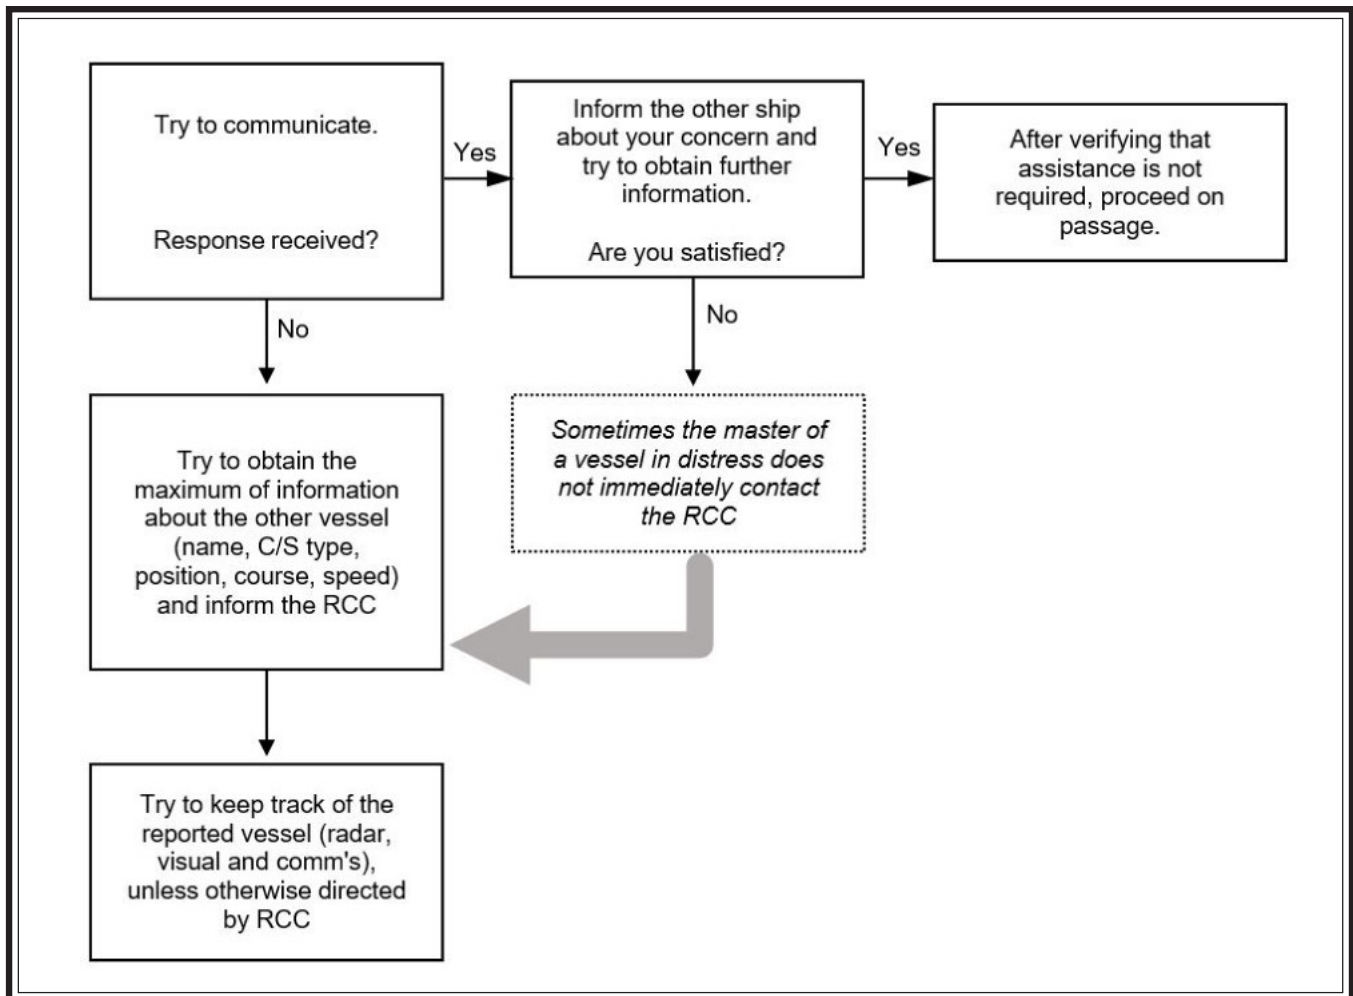 Try to communicate.
Response received?
Yes
Inform the other ship
about your concern and
try to obtain further
information.
Are you satisfied?
Yes
After verifying that
assistance is not
required, proceed on
passage.
No
No
Try to obtain the
maximum of information
about the other vessel
(name, C/S type,
position, course, speed)
and inform the RCC
Sometimes the master of
a vessel in distress does
not immediately contact
the RCC
Try to keep track of the
reported vessel (radar,
visual and comm's),
unless otherwise directed
by RCC